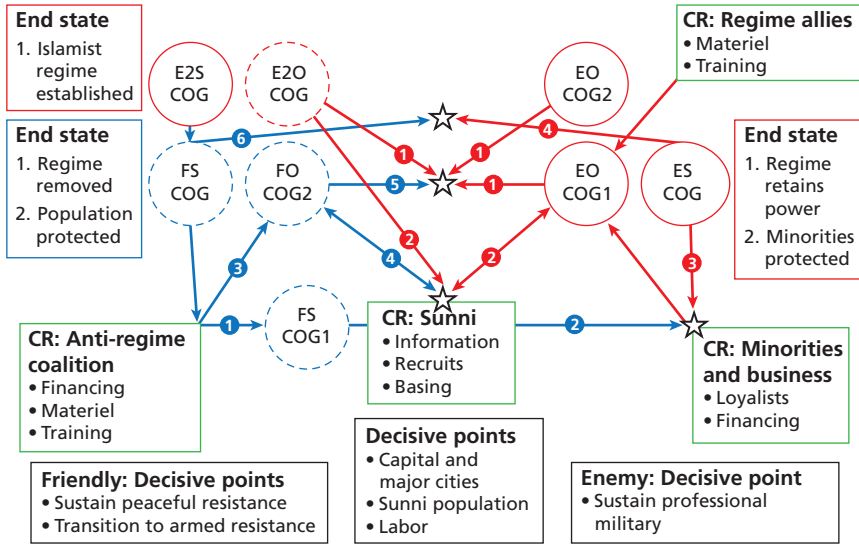 End state
1. Islamist
regime
established
E2S
COG
E2O
COG
EO
COG2
CR: Regime allies
• Materiel
• Training
End state
1. Regime
removed
2. Population
protected
6
4
1
1
FS
COG
FO
COG2
5
1
EO
COG1
ES
COG
End state
1. Regime
retains
power
2. Minorities
protected
3
4
2
2
3
1
FS
COG1
2
CR: Anti-regime
coalition
• Financing
• Materiel
• Training
CR: Sunni
• Information
• Recruits
• Basing
CR: Minorities
and business
• Loyalists
• Financing
Friendly: Decisive points
• Sustain peaceful resistance
• Transition to armed resistance
Decisive points
• Capital and
major cities
• Sunni population
• Labor
Enemy: Decisive point
• Sustain professional
military